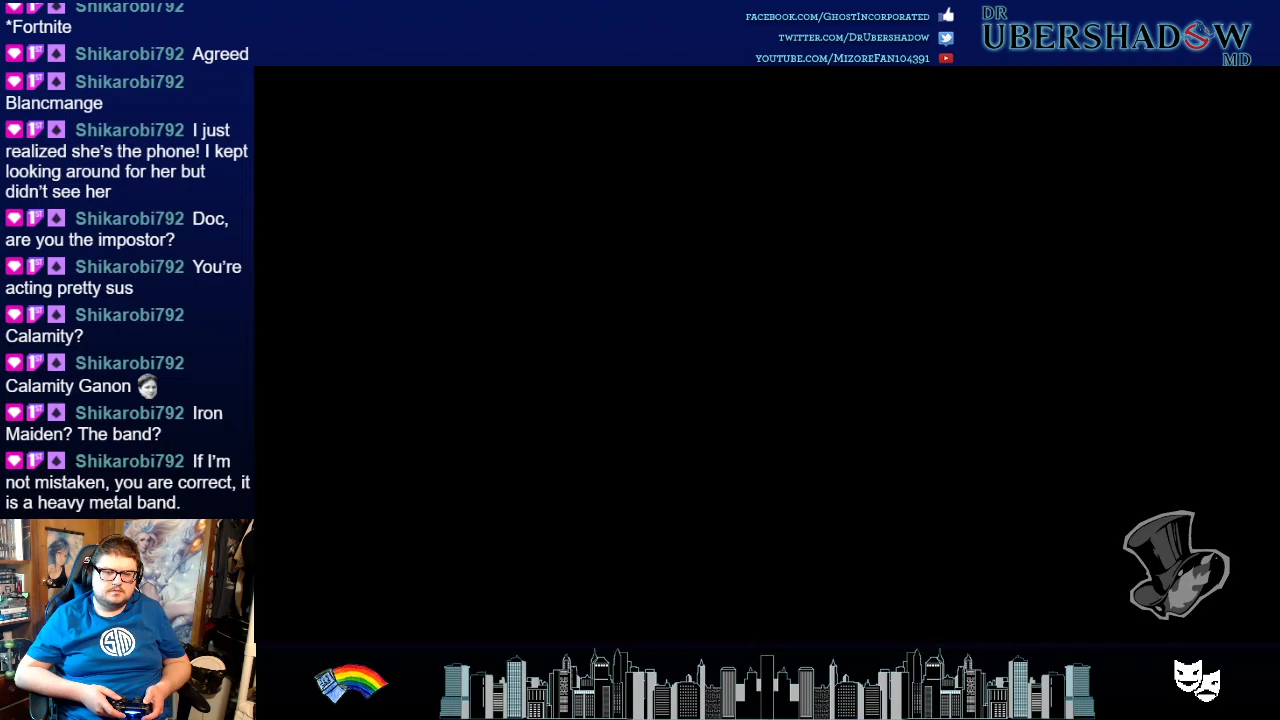 Shikarobi792
*Fortnite
Shikarobi792 Agreed
Shikarobi792
Blancmange
Shikarobi792 I just
realized she's the phone! I kept
looking around for her but
didn't see her
Shikarobi792 Doc,
are you the impostor?
Shikarobi792 You're
acting pretty sus
Shikarobi792
Calamity?
Shikarobi792
Calamity Ganon
Shikarobi792 Iron
Maiden? The band?
Shikarobi792 If I'm
not mistaken, you are correct, it
is a heavy metal band.
facebook.com/GhostIncorporated
twitter.com/DrUbershadow
youtube.com/MizoreFan104391
DR
UBERSHADOW
MD
TSM